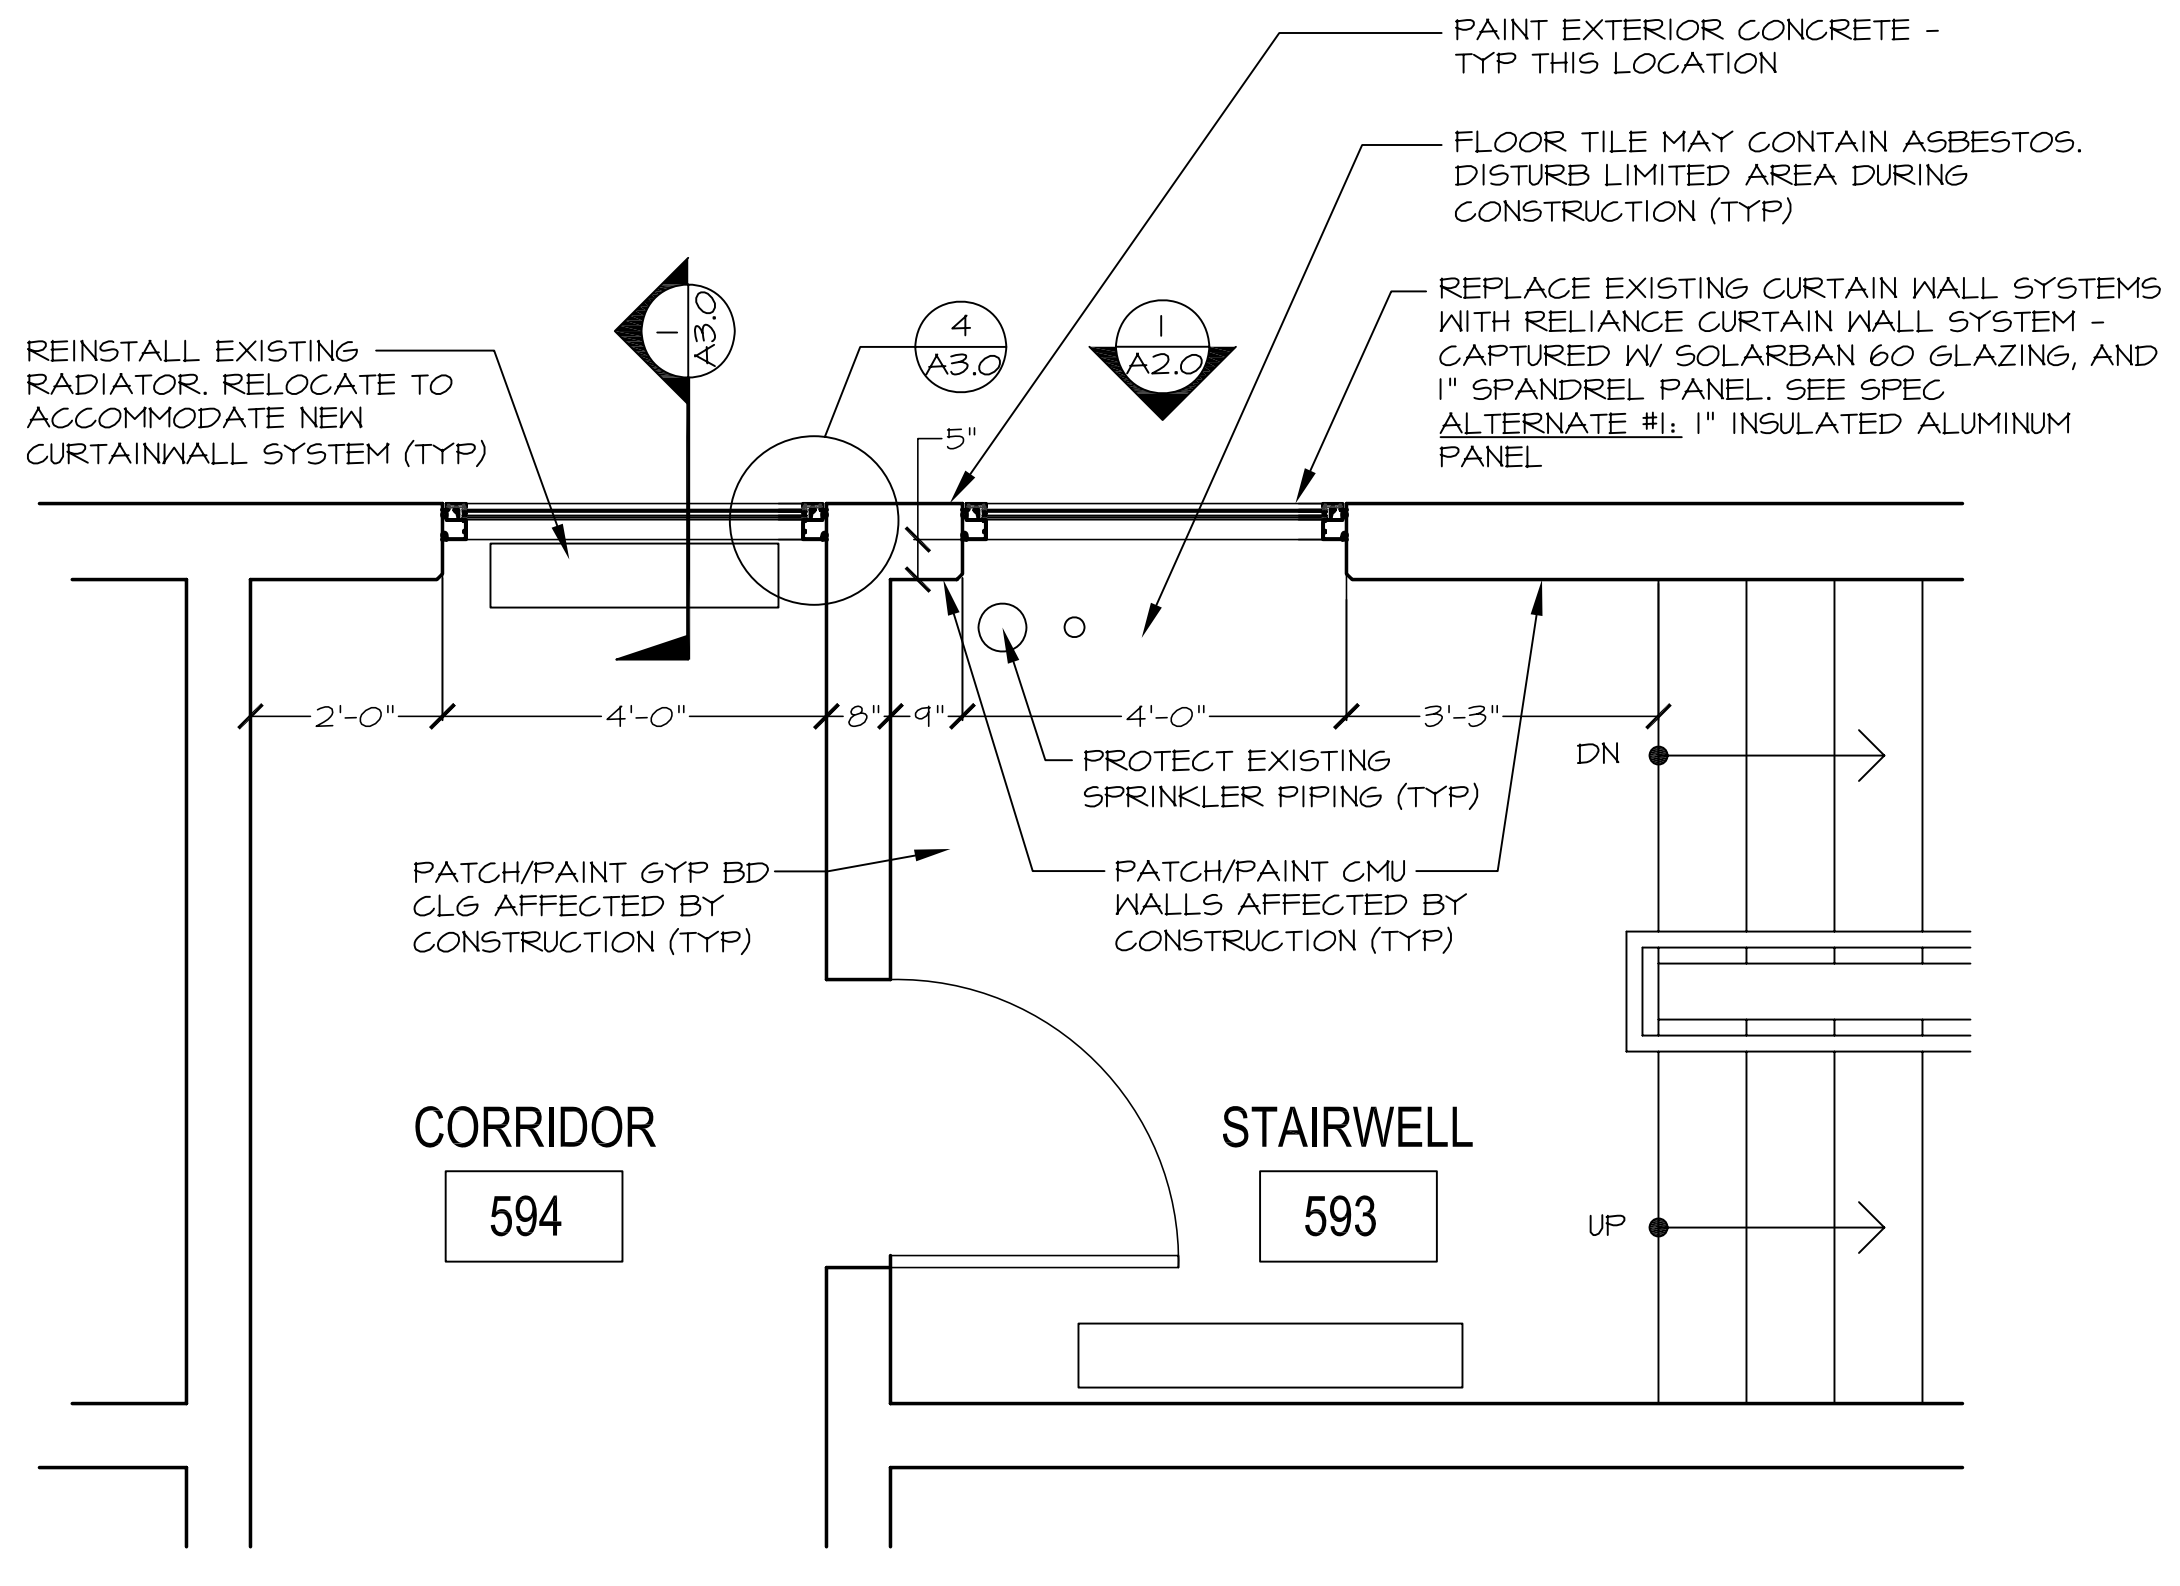 PAINT EXTERIOR CONCRETE -
TYP THIS LOCATION
FLOOR TILE MAY CONTAIN ASBESTOS.
DISTURB LIMITED AREA DURING
CONSTRUCTION (TYP)
REPLACE EXISTING CURTAIN WALL SYSTEMS
WITH RELIANCE CURTAIN WALL SYSTEM -
CAPTURED W/ SOLARBAN 60 GLAZING, AND
1" SPANDREL PANEL. SEE SPEC
ALTERNATE #1: 1" INSULATED ALUMINUM
PANEL
REINSTALL EXISTING
RADIATOR. RELOCATE TO
ACCOMMODATE NEW
CURTAINWALL SYSTEM (TYP)
1
A3.0
4
A3.0
1
A2.0
5"
2'-0"
4'-0"
8"
9"
4'-0"
3'-3"
DN
PROTECT EXISTING
SPRINKLER PIPING (TYP)
PATCH/PAINT GYP BD
CLG AFFECTED BY
CONSTRUCTION (TYP)
PATCH/PAINT CMU
WALLS AFFECTED BY
CONSTRUCTION (TYP)
CORRIDOR
594
STAIRWELL
593
UP